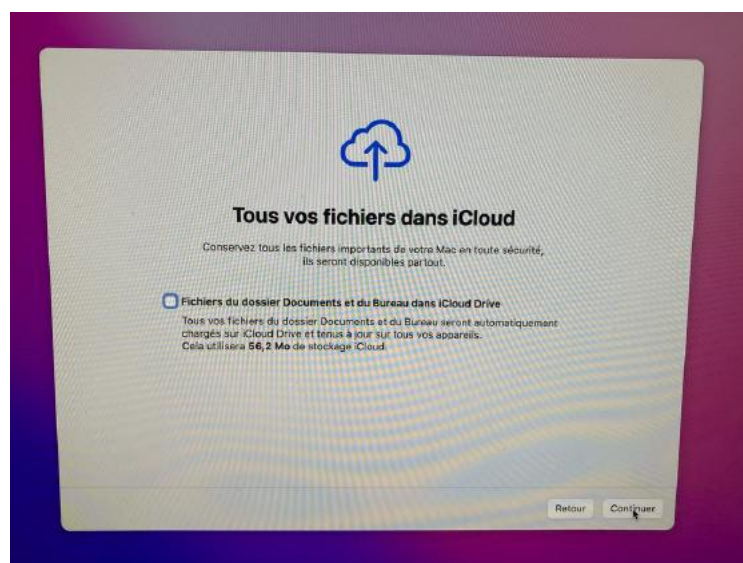 Tous vos fichiers dans iCloud
Conservez tous les fichiers importants de votre Mac en toute sécurité,
ils seront disponibles partout.
Fichiers du dossier Documents et du Bureau dans iCloud Drive
Tous vos fichiers du dossier Documents et du Bureau seront automatiquement
chargés sur iCloud Drive et tenus à jour sur tous vos appareils.
Cela utilisera 56,2 Mo de stockage iCloud.
Retour Continuer